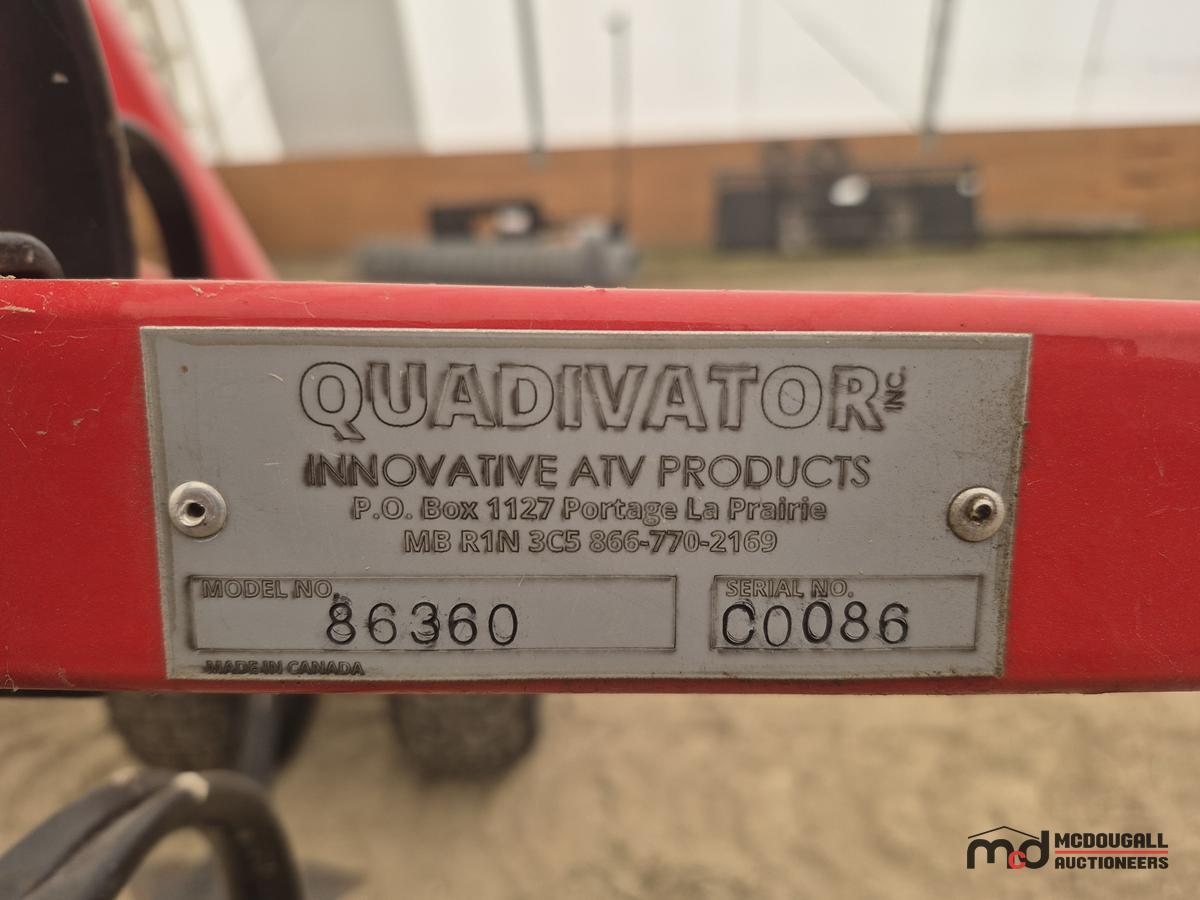 QUADIVATOR INC.
INNOVATIVE ATV PRODUCTS
P.O. Box 1127 Portage La Prairie
MB R1N 3C5 866-770-2169
MODEL NO.
86360
SERIAL NO.
C0086
MADE IN CANADA
mcd MCDOUGALL
AUCTIONEERS